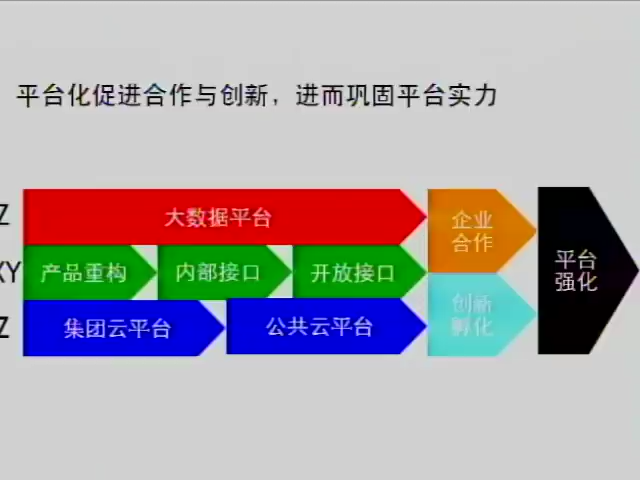 平台化促进合作与创新，进而巩固平台实力
Z
大数据平台
企业
合作
XY
产品重构
内部接口
开放接口
平台
强化
Z
集团云平台
公共云平台
创新
孵化